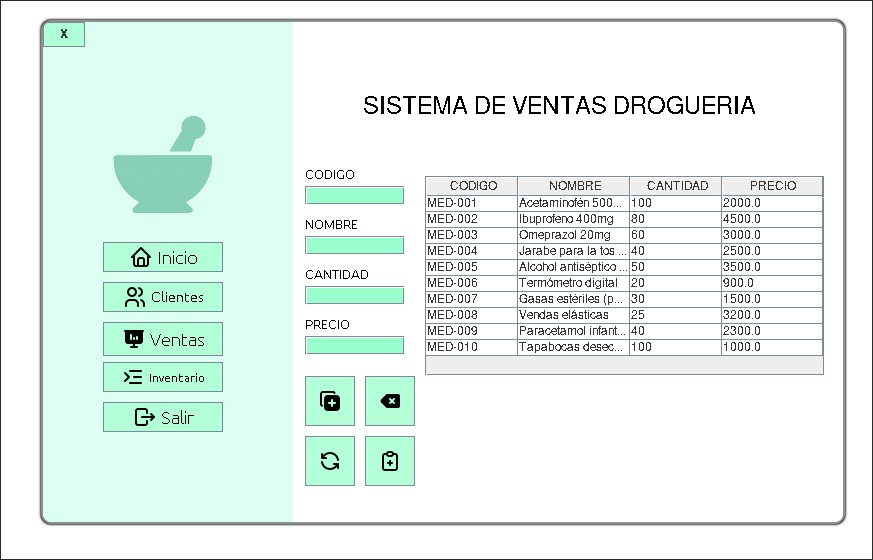 X
SISTEMA DE VENTAS DROGUERIA
Inicio
Clientes
Ventas
Inventario
Salir
CODIGO
NOMBRE
CANTIDAD
PRECIO
CODIGO NOMBRE CANTIDAD PRECIO
MED-001 Acetaminofén 500... 100 2000.0
MED-002 Ibuprofeno 400mg 80 4500.0
MED-003 Omeprazol 20mg 60 3000.0
MED-004 Jarabe para la tos ... 40 2500.0
MED-005 Alcohol antiséptico ... 50 3500.0
MED-006 Termómetro digital 20 900.0
MED-007 Gasas estériles (p... 30 1500.0
MED-008 Vendas elásticas 25 3200.0
MED-009 Paracetamol infant... 40 2300.0
MED-010 Tapabocas desec... 100 1000.0